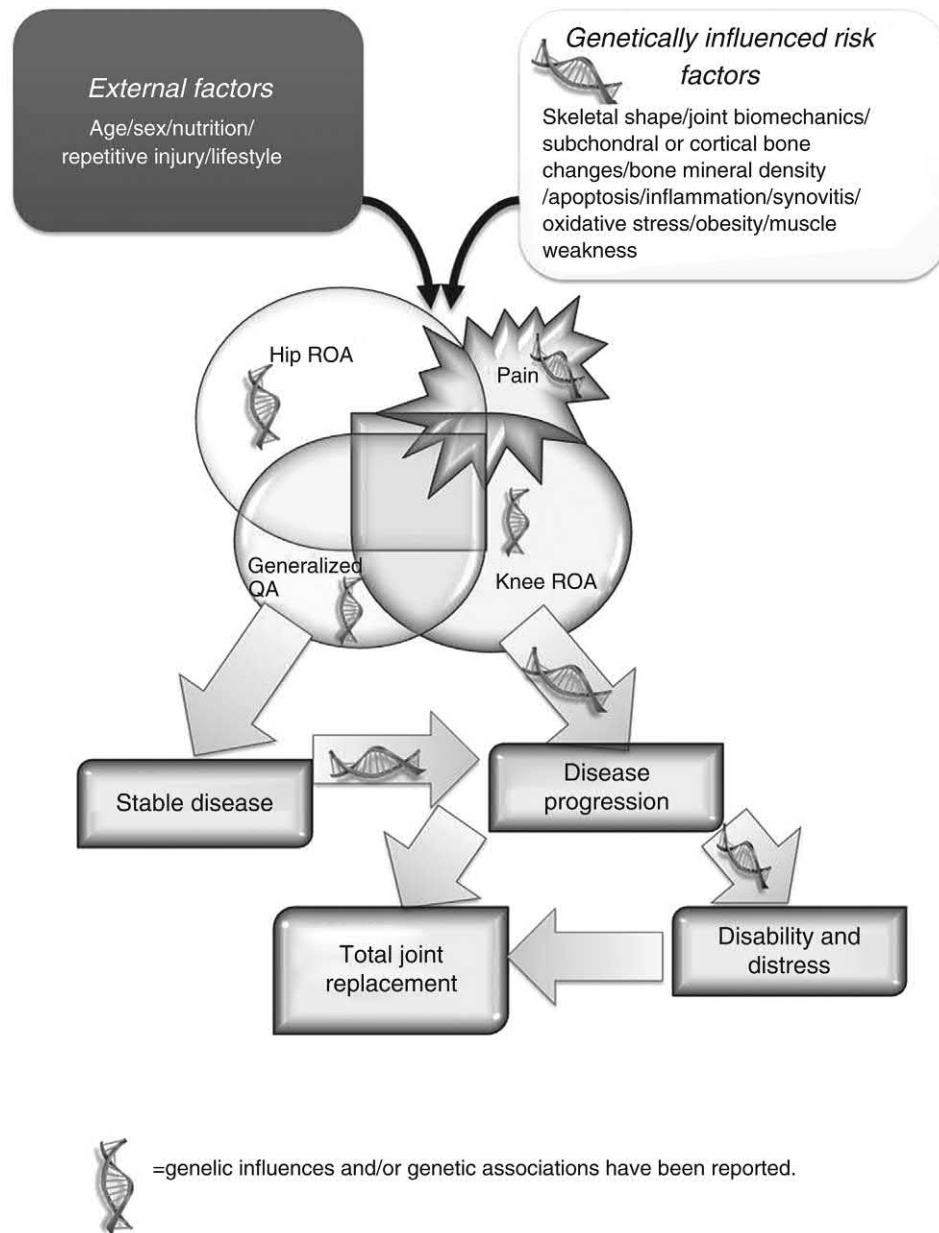 External factors
Age/sex/nutrition/
repetitive injury/lifestyle
Genetically influenced risk
factors
Skeletal shape/joint biomechanics/
subchondral or cortical bone
changes/bone mineral density
/apoptosis/inflammation/synovitis/
oxidative stress/obesity/muscle
weakness
Hip ROA
Pain
Generalized
QA
Knee ROA
Stable disease
Disease
progression
Total joint
replacement
Disability and
distress
=genelic influences and/or genetic associations have been reported.